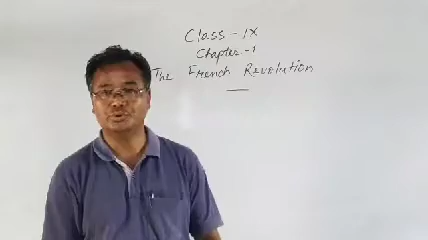 Class - IX
Chapter - 1
The French Revolution